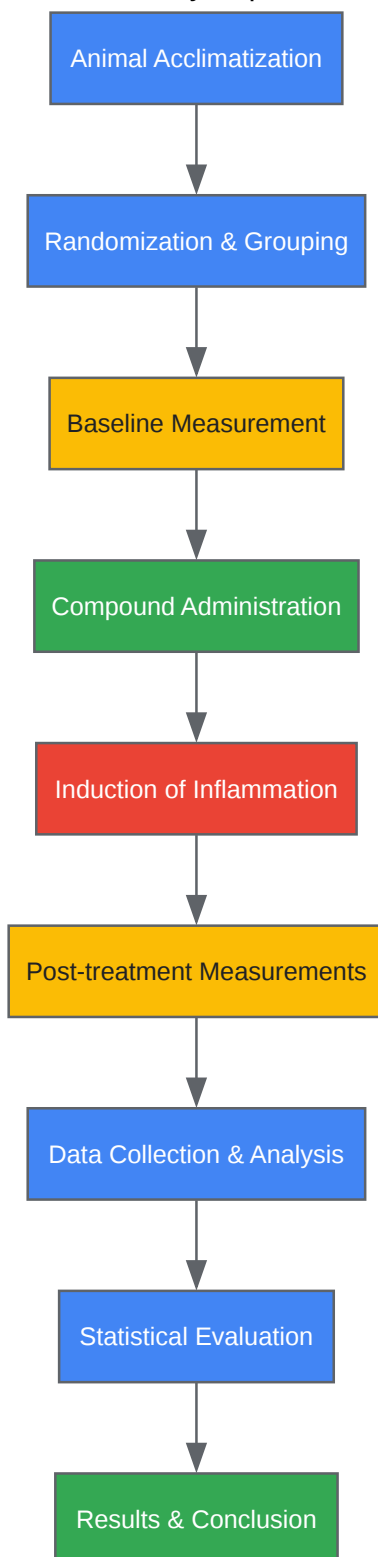 Animal Acclimatization
Randomization & Grouping
Baseline Measurement
Compound Administration
Induction of Inflammation
Post-treatment Measurements
Data Collection & Analysis
Statistical Evaluation
Results & Conclusion